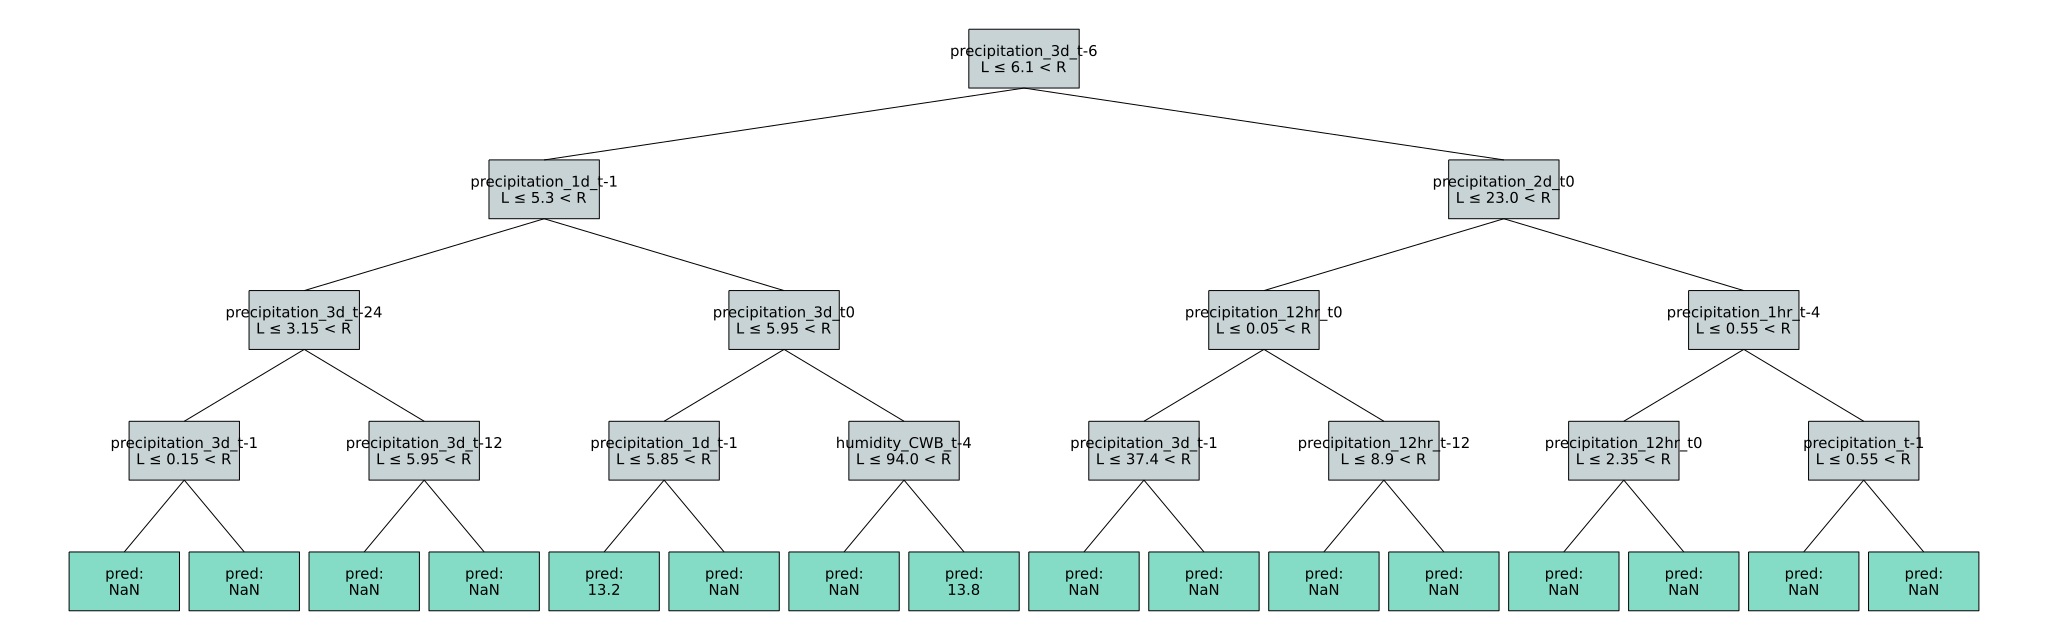 precipitation_3d_t-6
L ≤ 6.1 < R
precipitation_1d_t-1
L ≤ 5.3 < R
precipitation_2d_t0
L ≤ 23.0 < R
precipitation_3d_t-24
L ≤ 3.15 < R
precipitation_3d_t0
L ≤ 5.95 < R
precipitation_12hr_t0
L ≤ 0.05 < R
precipitation_1hr_t-4
L ≤ 0.55 < R
precipitation_3d_t-1
L ≤ 0.15 < R
precipitation_3d_t-12
L ≤ 5.95 < R
precipitation_1d_t-1
L ≤ 5.85 < R
humidity_CWB_t-4
L ≤ 94.0 < R
precipitation_3d_t-1
L ≤ 37.4 < R
precipitation_12hr_t-12
L ≤ 8.9 < R
precipitation_12hr_t0
L ≤ 2.35 < R
precipitation_t-1
L ≤ 0.55 < R
pred:
NaN
pred:
NaN
pred:
NaN
pred:
NaN
pred:
13.2
pred:
NaN
pred:
NaN
pred:
13.8
pred:
NaN
pred:
NaN
pred:
NaN
pred:
NaN
pred:
NaN
pred:
NaN
pred:
NaN
pred:
NaN